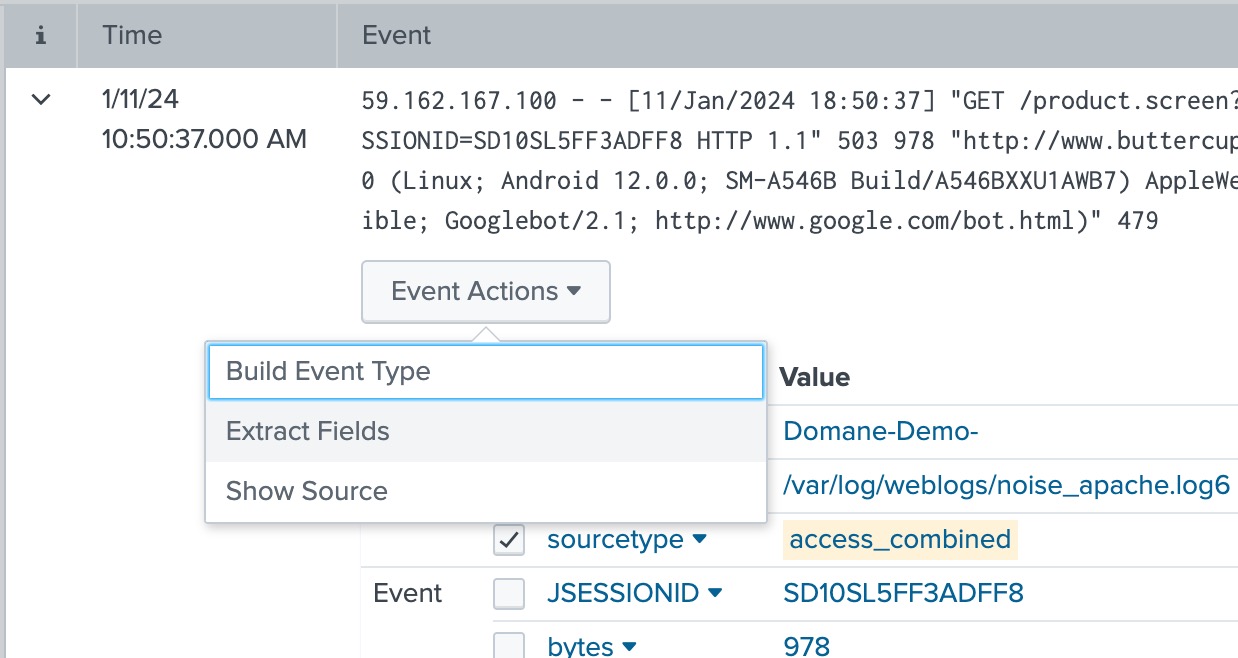 i Time Event
1/11/24
10:50:37.000 AM
59.162.167.100 - - [11/Jan/2024 18:50:37] "GET /product.screen?
SSIONID=SD10SL5FF3ADFF8 HTTP 1.1" 503 978 "http://www.buttercup
0 (Linux; Android 12.0.0; SM-A546B Build/A546BXXU1AWB7) AppleWe
ible; Googlebot/2.1; http://www.google.com/bot.html)" 479
Event Actions
Build Event Type
Extract Fields
Show Source
Value
Domane-Demo-
/var/log/weblogs/noise_apache.log6
sourcetype access_combined
Event JSESSIONID SD10SL5FF3ADFF8
bytes 978